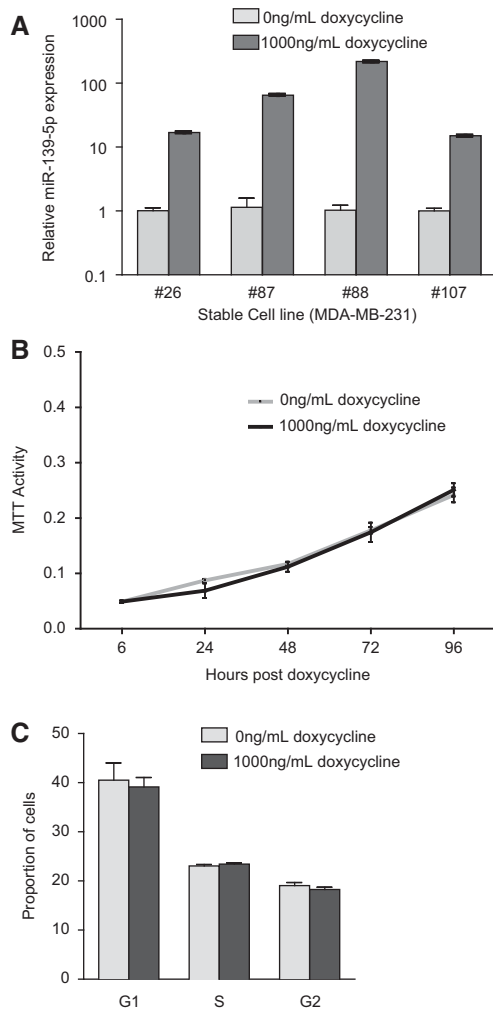 A
0ng/mL doxycycline
1000ng/mL doxycycline
Relative miR-139-5p expression
1000
100
10
1
0.1
#26 #87 #88 #107
Stable Cell line (MDA-MB-231)
B
0ng/mL doxycycline
1000ng/mL doxycycline
MTT Activity
0.5
0.4
0.3
0.2
0.1
0.0
6 24 48 72 96
Hours post doxycycline
C
0ng/mL doxycycline
1000ng/mL doxycycline
Proportion of cells
50
40
30
20
10
0
G1 S G2